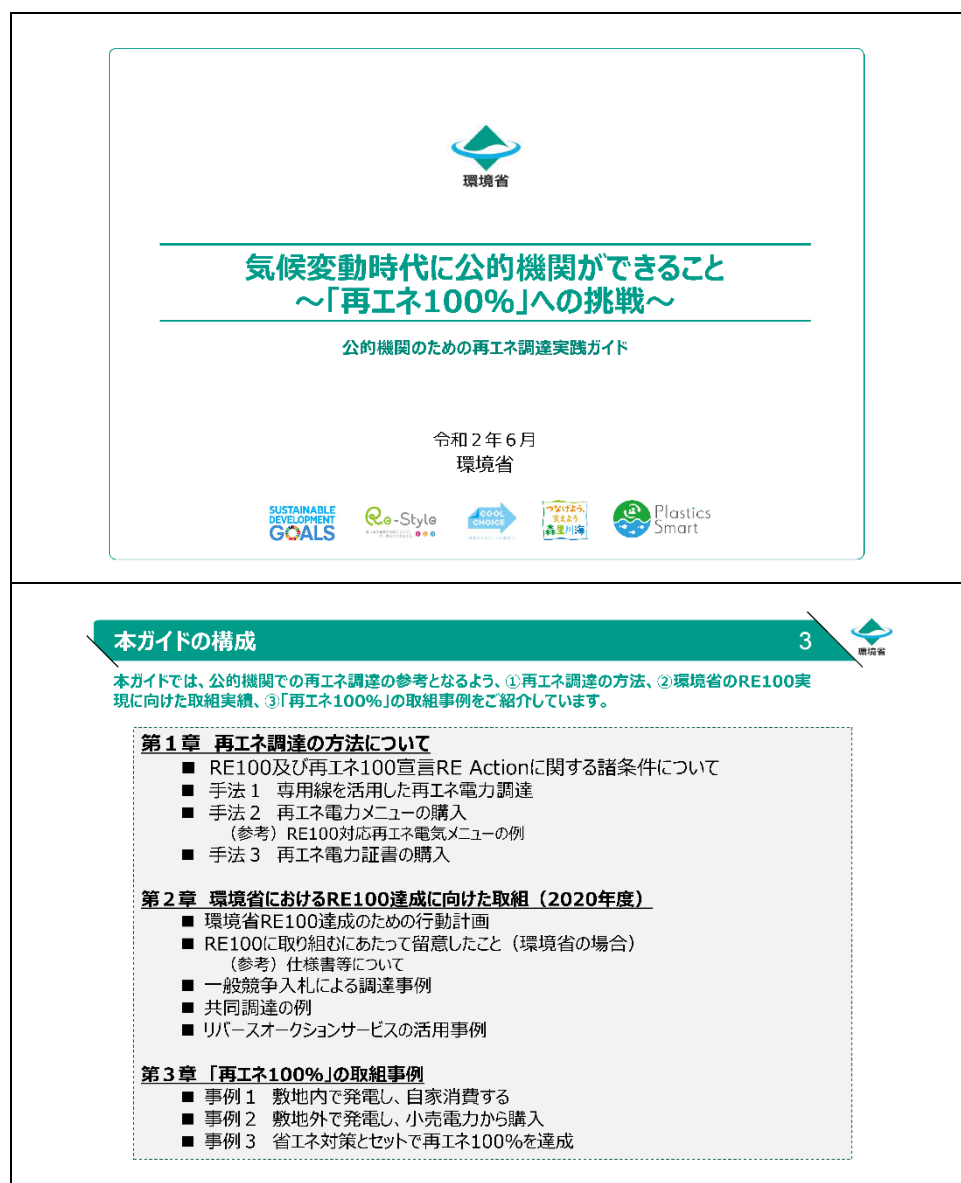 環境省
気候変動時代に公的機関ができること
～「再エネ100%」への挑戦～
公的機関のための再エネ調達実践ガイド
令和２年６月
環境省
SUSTAINABLE
DEVELOPMENT
GOALS
Re-Style
COOL
CHOICE
つなげよう、
支えよう
森里川海
Plastics
Smart
本ガイドの構成
3
環境省
本ガイドでは、公的機関での再エネ調達の参考となるよう、①再エネ調達の方法、②環境省のRE100実
現に向けた取組実績、③「再エネ100%」の取組事例をご紹介しています。
第１章 再エネ調達の方法について
■ RE100及び再エネ100宣言RE Actionに関する諸条件について
■ 手法１ 専用線を活用した再エネ電力調達
■ 手法２ 再エネ電力メニューの購入
（参考）RE100対応再エネ電気メニューの例
■ 手法３ 再エネ電力証書の購入
第２章 環境省におけるRE100達成に向けた取組（2020年度）
■ 環境省RE100達成のための行動計画
■ RE100に取り組むにあたって留意したこと（環境省の場合）
（参考）仕様書等について
■ 一般競争入札による調達事例
■ 共同調達の例
■ リバースオークションサービスの活用事例
第３章「再エネ100%」の取組事例
■ 事例１ 敷地内で発電し、自家消費する
■ 事例２ 敷地外で発電し、小売電力から購入
■ 事例３ 省エネ対策とセットで再エネ100%を達成